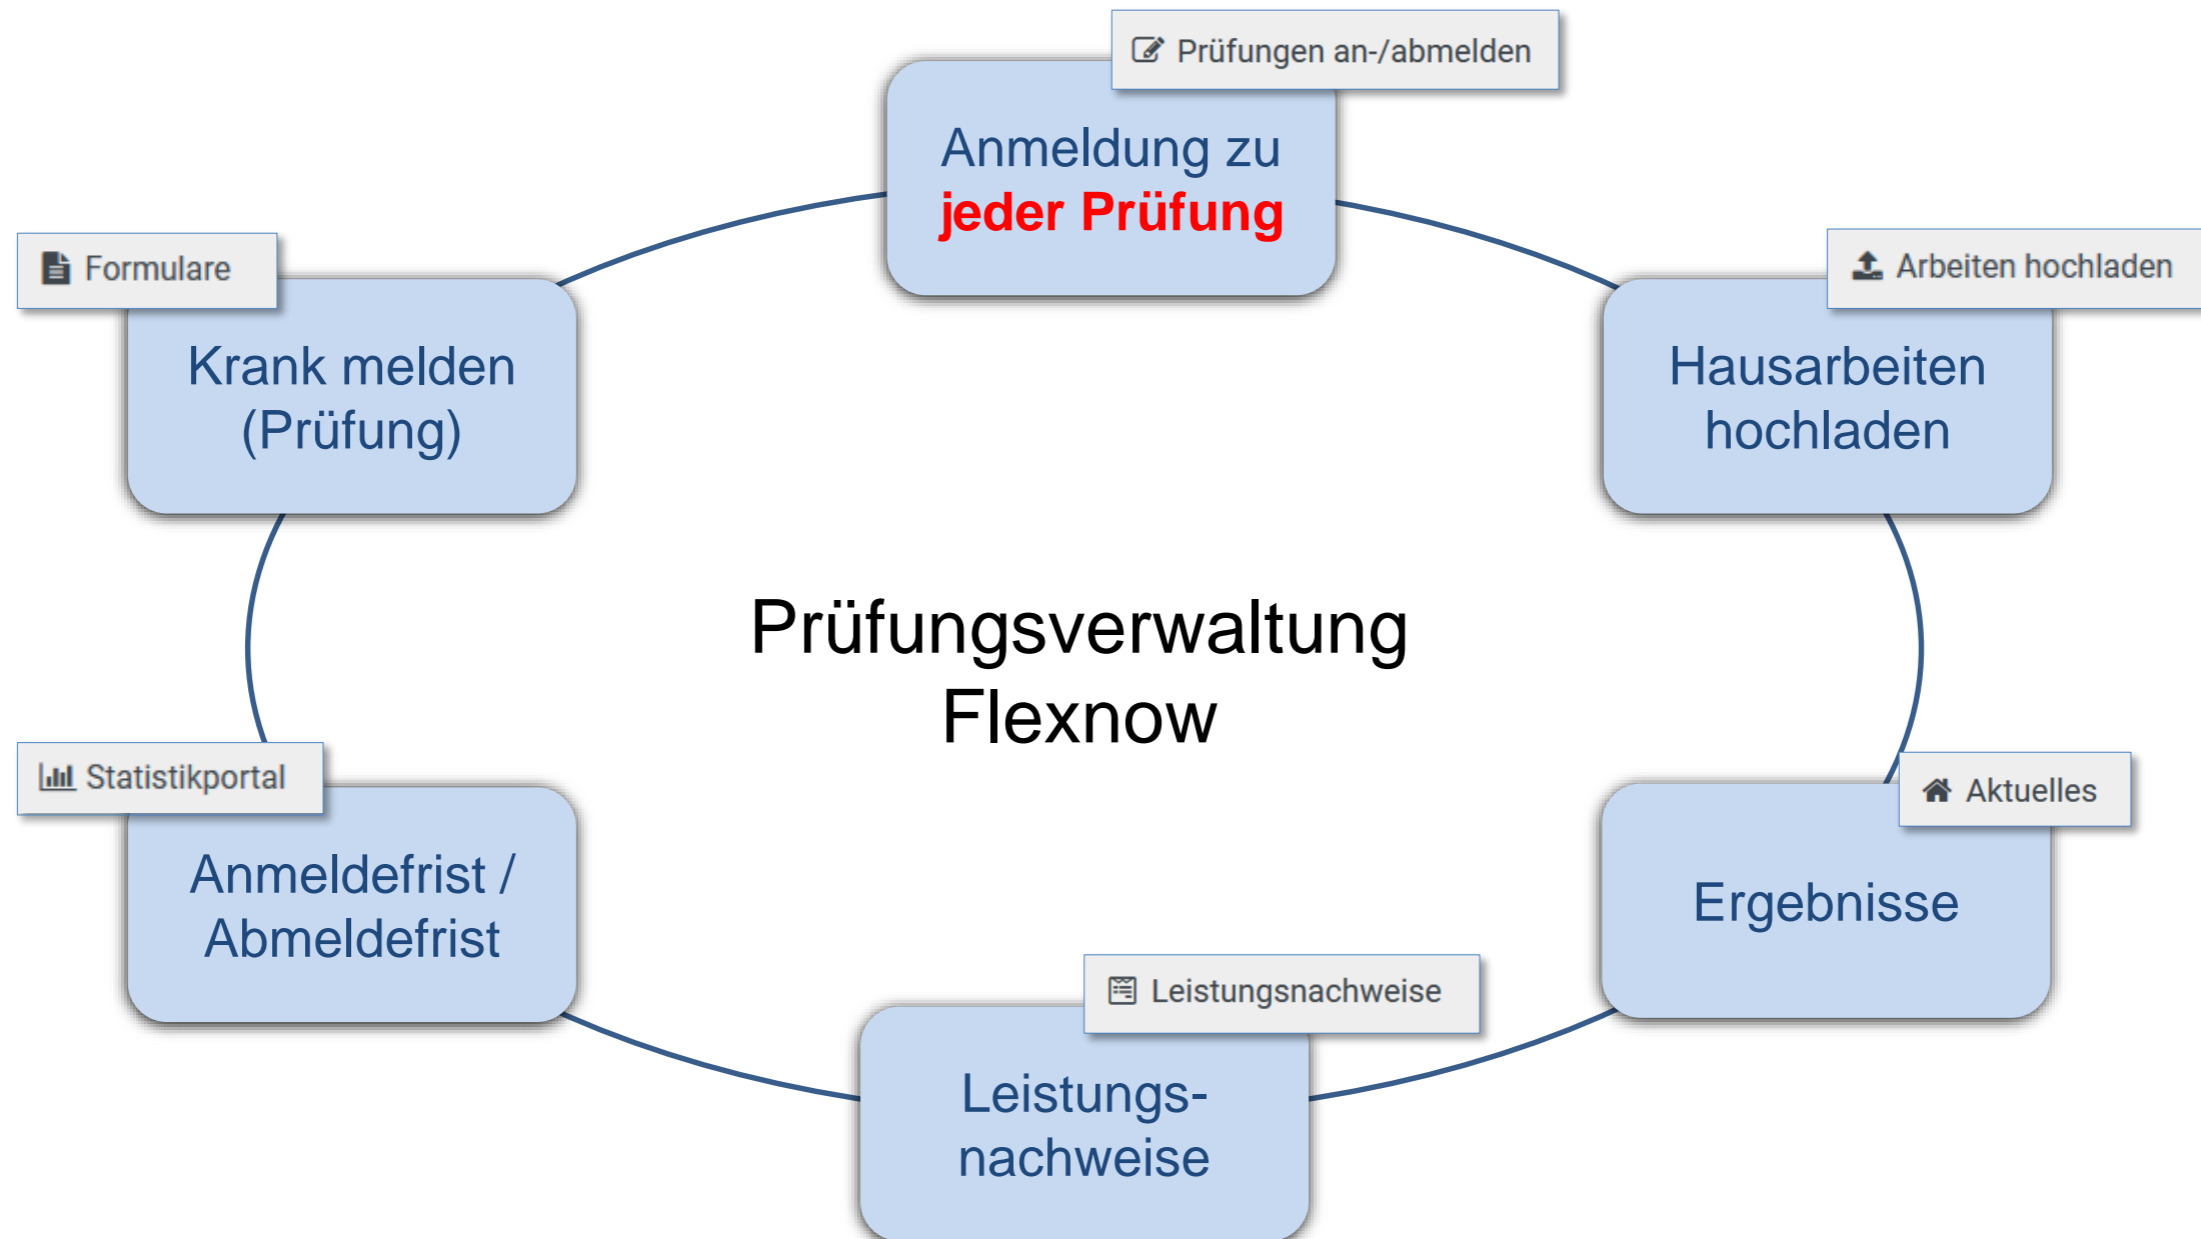 Prüfungen an-/abmelden
Anmeldung zu
jeder Prüfung
Arbeiten hochladen
Hausarbeiten
hochladen
Aktuelles
Ergebnisse
Leistungsnachweise
Leistungs-
nachweise
Statistikportal
Anmeldefrist /
Abmeldefrist
Formulare
Krank melden
(Prüfung)
Prüfungsverwaltung
Flexnow